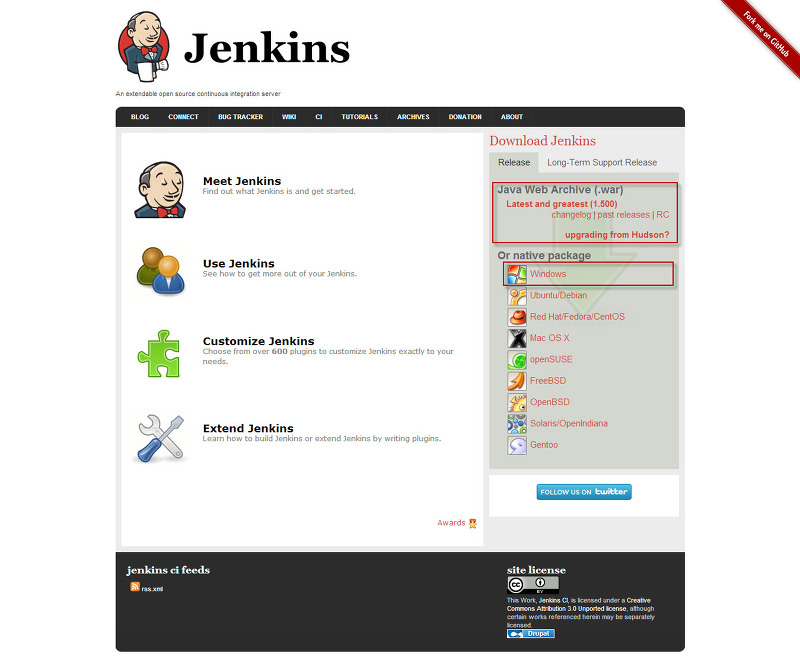 Fork me on GitHub
Jenkins
An extendable open source continuous integration server
BLOG CONNECT BUG TRACKER WIKI CI TUTORIALS ARCHIVES DONATION ABOUT
Meet Jenkins
Find out what Jenkins is and get started.
Use Jenkins
See how to get more out of your Jenkins.
Customize Jenkins
Choose from over 600 plugins to customize Jenkins exactly to your
needs.
Extend Jenkins
Learn how to build Jenkins or extend Jenkins by writing plugins.
Awards
Download Jenkins
Release Long-Term Support Release
Java Web Archive (.war)
Latest and greatest (1.500)
changelog | past releases | RC
upgrading from Hudson?
Or native package
Windows
Ubuntu/Debian
Red Hat/Fedora/CentOS
Mac OS X
openSUSE
FreeBSD
OpenBSD
Solaris/OpenIndiana
Gentoo
FOLLOW US ON twitter
jenkins ci feeds
rss.xml
site license
cc BY
This Work, Jenkins CI, is licensed under a Creative
Commons Attribution 3.0 Unported license, although
certain works referenced herein may be separately
licensed.
Drupal